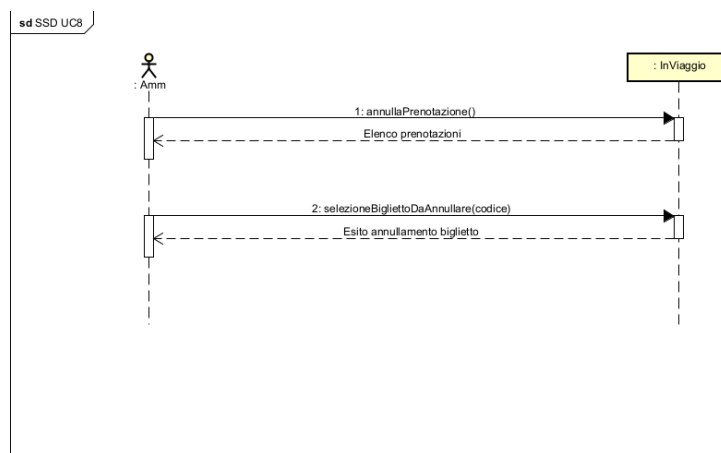 sd SSD UC8
: Amm
: InViaggio
1: annullaPrenotazione()
Elenco prenotazioni
2: selezioneBigliettoDaAnnullare(codice)
Esito annullamento biglietto